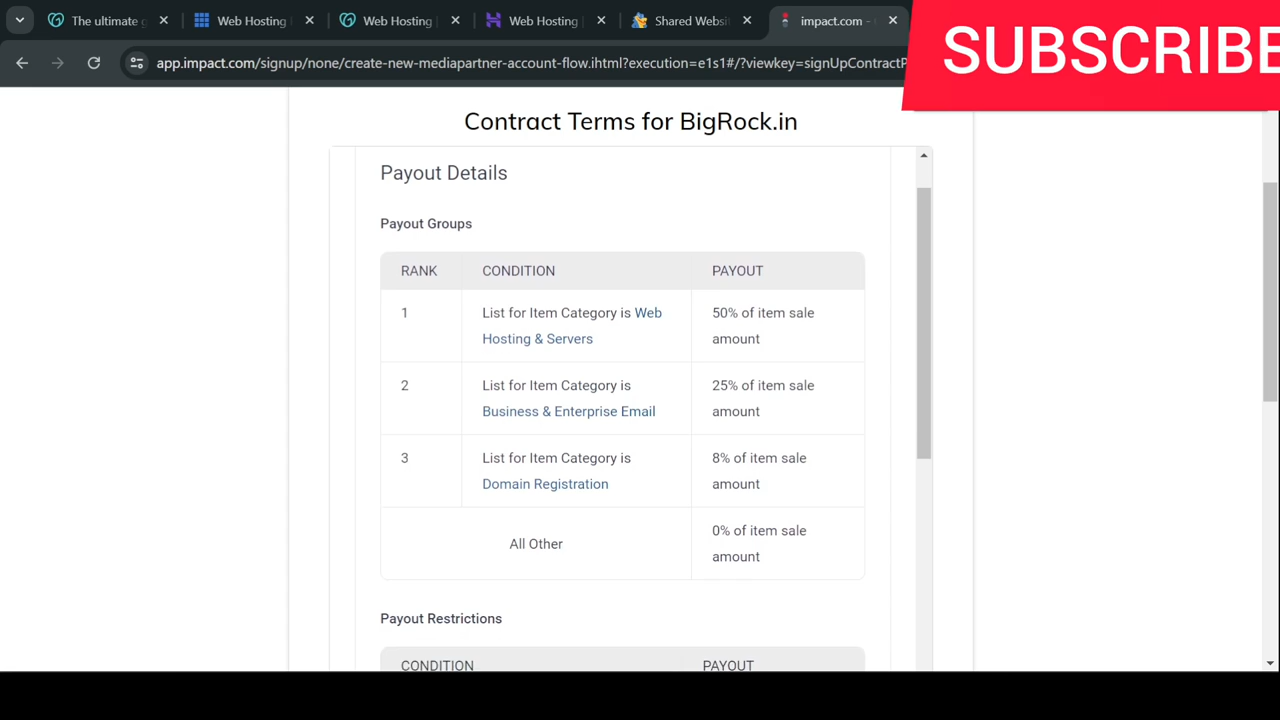 The ultimate
Web Hosting
Web Hosting
Web Hosting
Shared Websit
impact.com -
SUBSCRIBE
app.impact.com/signup/none/create-new-mediapartner-account-flow.ihtml?execution=e1s1#/?viewkey=signUpContractP
Contract Terms for BigRock.in
Payout Details
Payout Groups
RANK CONDITION PAYOUT
1 List for Item Category is Web 50% of item sale
Hosting & Servers amount
2 List for Item Category is 25% of item sale
Business & Enterprise Email amount
3 List for Item Category is 8% of item sale
Domain Registration amount
All Other 0% of item sale
amount
Payout Restrictions
CONDITION PAYOUT